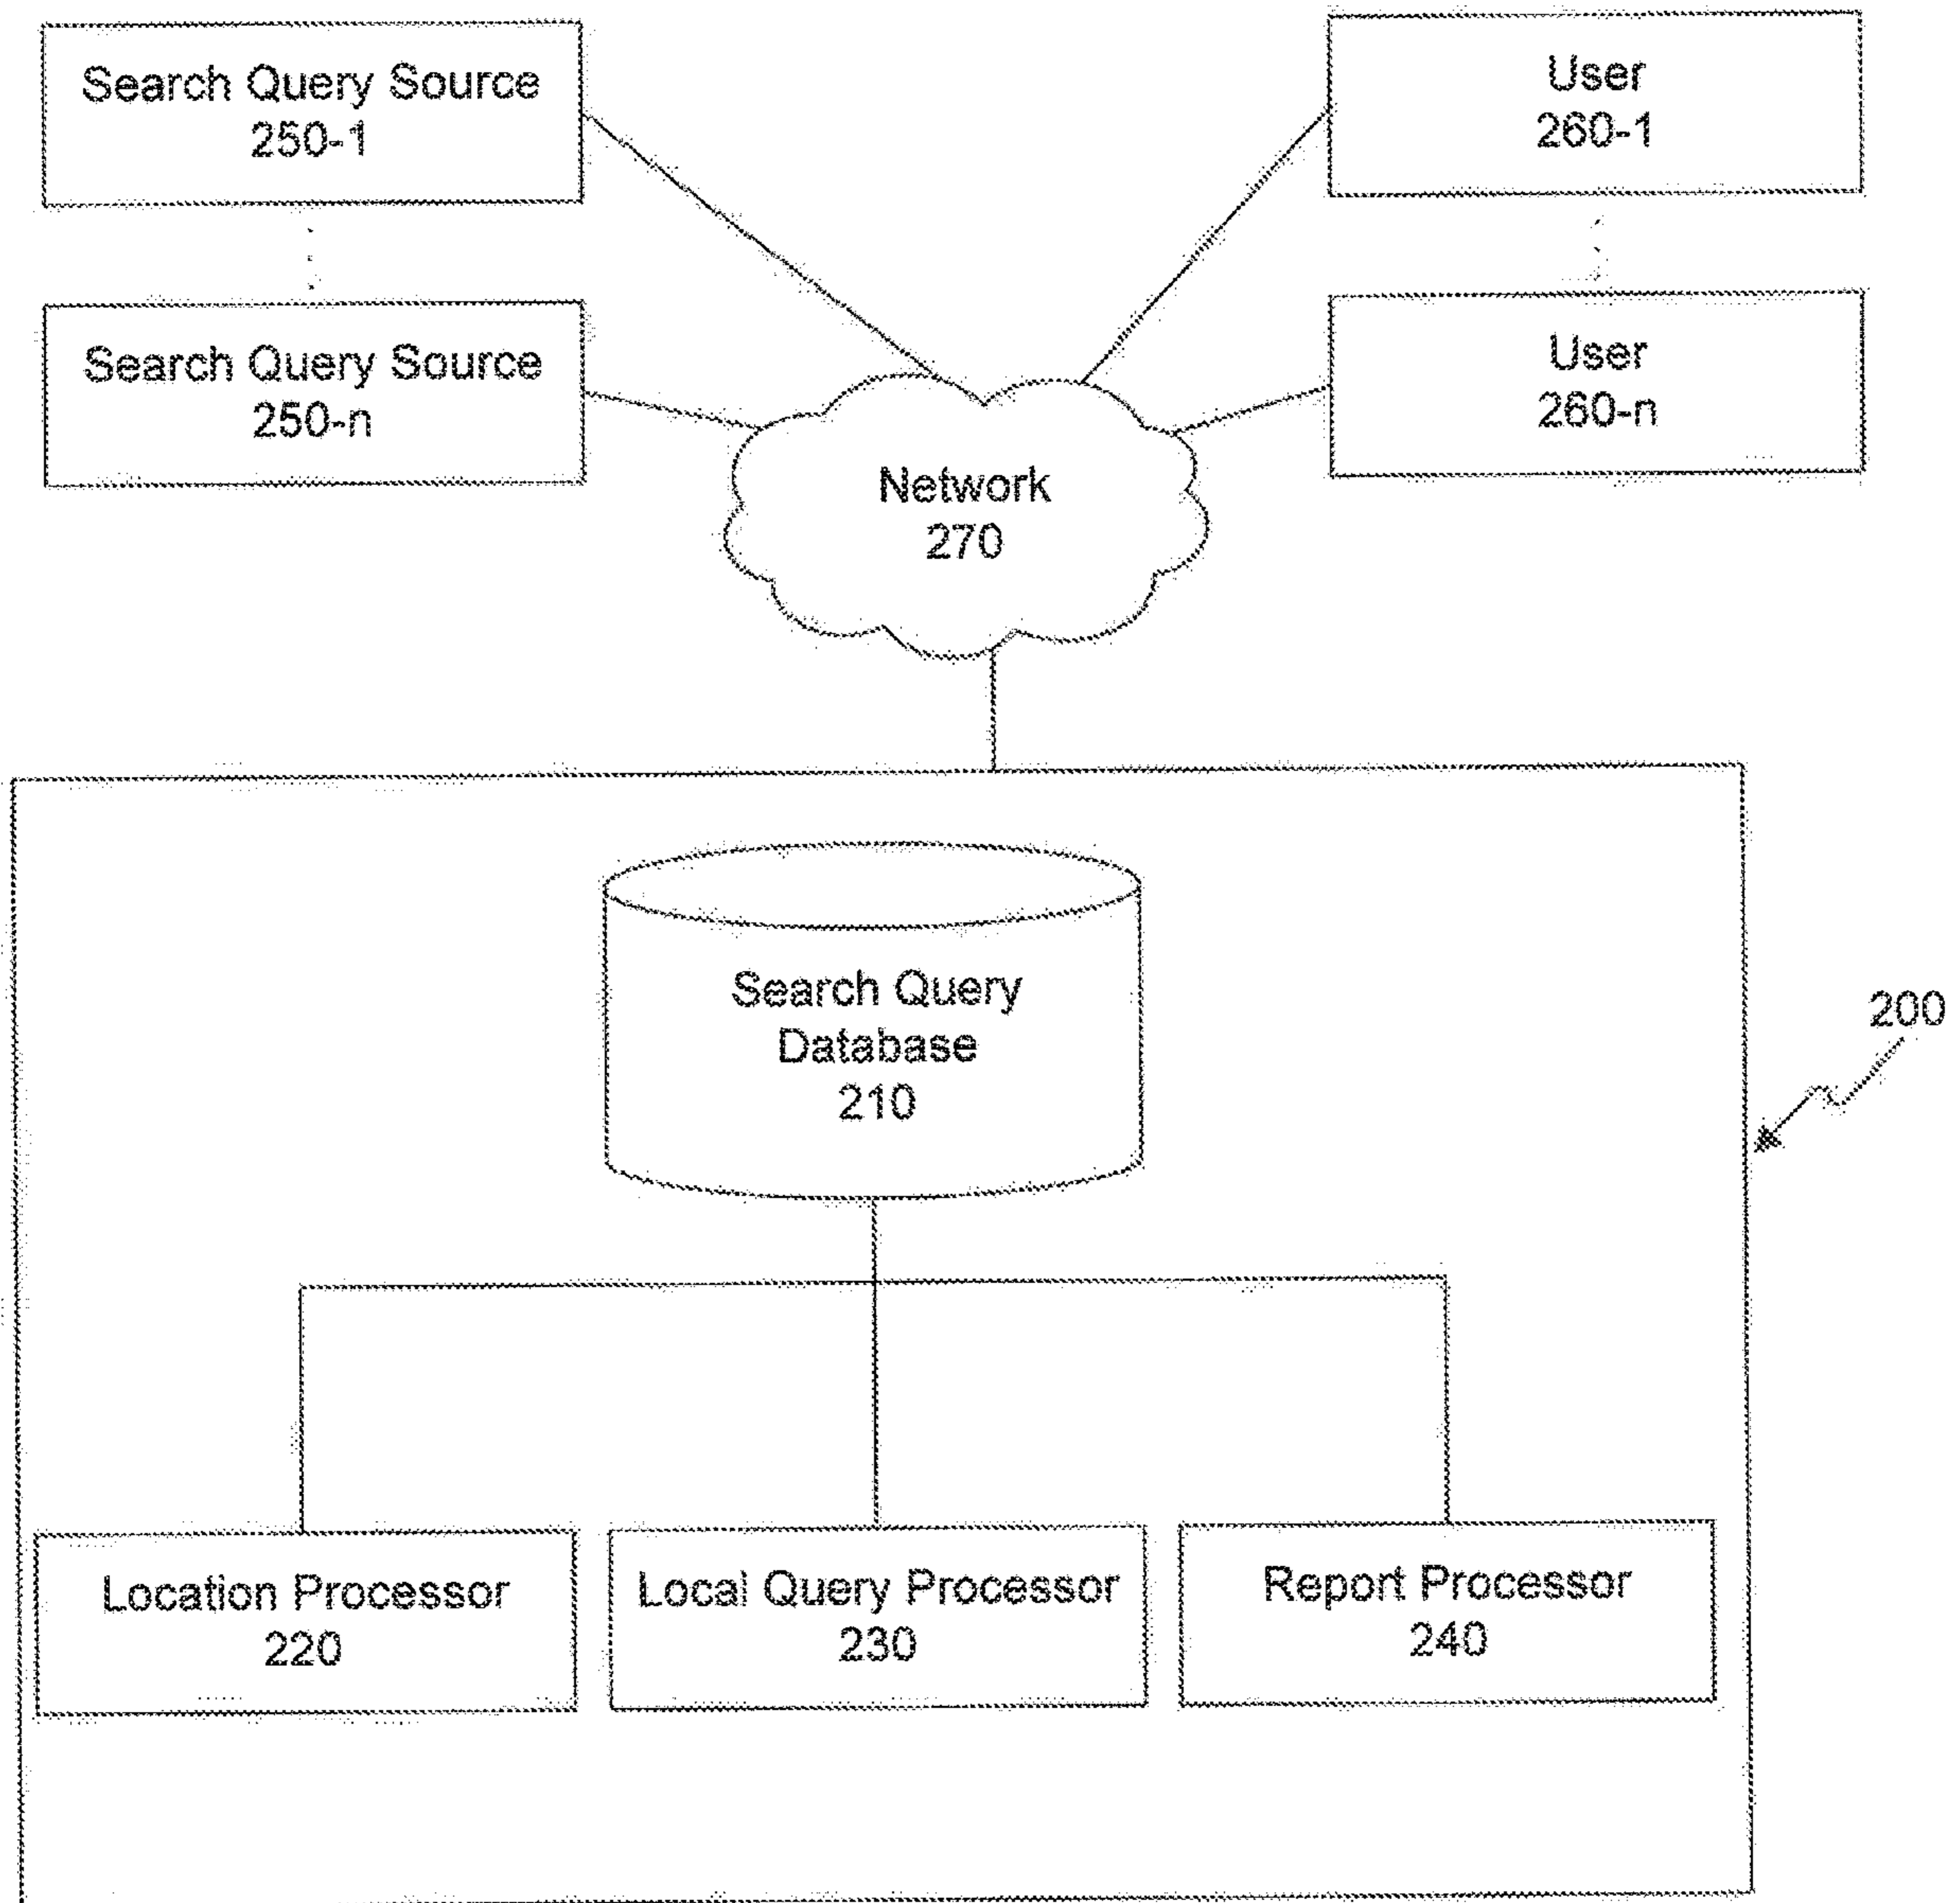 Search Query Source
250-1
User
260-1
Search Query Source
250-n
User
260-n
Network
270
Search Query
Database
210
200
Location Processor
220
Local Query Processor
230
Report Processor
240